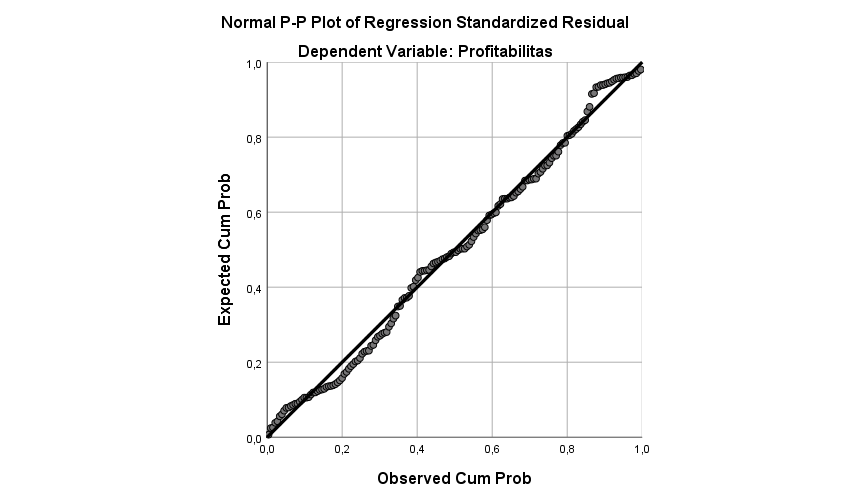 Normal P-P Plot of Regression Standardized Residual
Dependent Variable: Profitabilitas
1,0
0,8
0,6
0,4
0,2
0,0
Expected Cum Prob
0,0 0,2 0,4 0,6 0,8 1,0
Observed Cum Prob